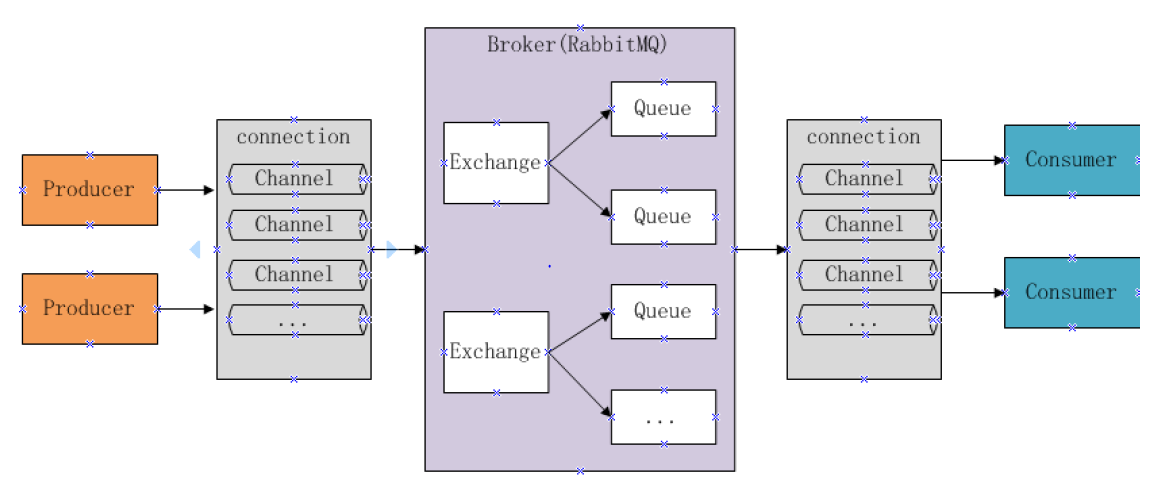 Producer
Producer
connection
Channel
Channel
Channel
...
Broker(RabbitMQ)
Exchange
Queue
Queue
Exchange
Queue
...
connection
Channel
Channel
Channel
...
Consumer
Consumer